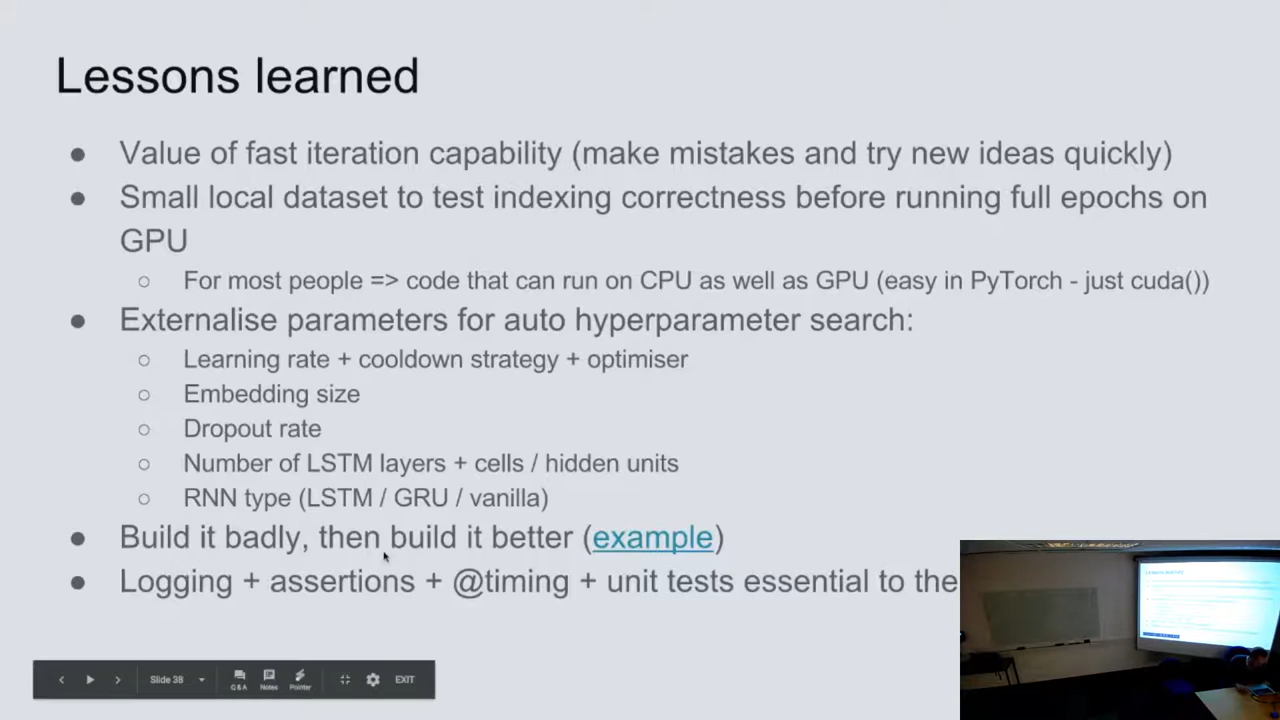 Lessons learned
● Value of fast iteration capability (make mistakes and try new ideas quickly)
● Small local dataset to test indexing correctness before running full epochs on
GPU
○ For most people => code that can run on CPU as well as GPU (easy in PyTorch - just cuda())
● Externalise parameters for auto hyperparameter search:
○ Learning rate + cooldown strategy + optimiser
○ Embedding size
○ Dropout rate
○ Number of LSTM layers + cells / hidden units
○ RNN type (LSTM / GRU / vanilla)
● Build it badly, then build it better (example)
● Logging + assertions + @timing + unit tests essential to the
Slide 38
Q&A
Notes
Pointer
EXIT
Lessons learned